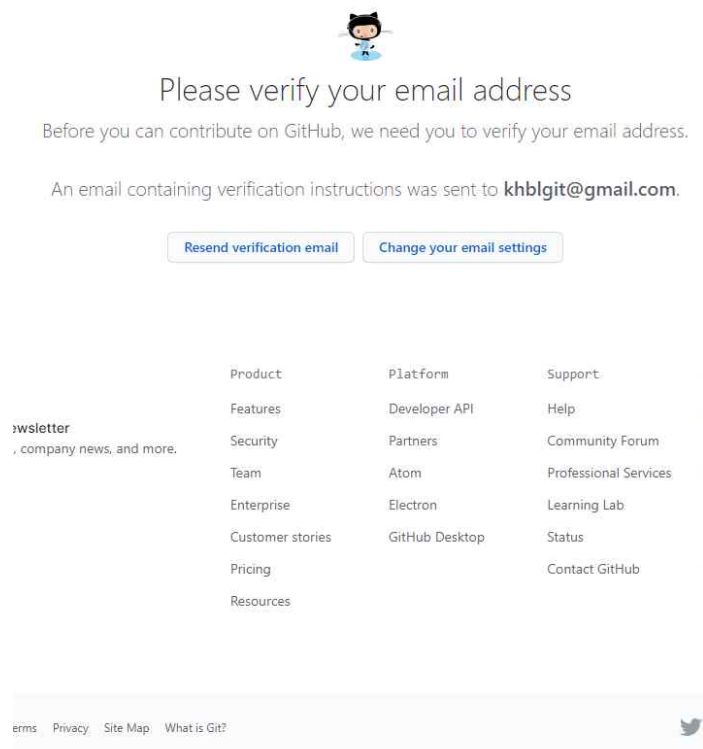 Please verify your email address
Before you can contribute on GitHub, we need you to verify your email address.
An email containing verification instructions was sent to khblgit@gmail.com.
Resend verification email Change your email settings
ewsletter
, company news, and more.
Product
Features
Security
Team
Enterprise
Customer stories
Pricing
Resources
Platform
Developer API
Partners
Atom
Electron
GitHub Desktop
Support
Help
Community Forum
Professional Services
Learning Lab
Status
Contact GitHub
erms Privacy Site Map What is Git?